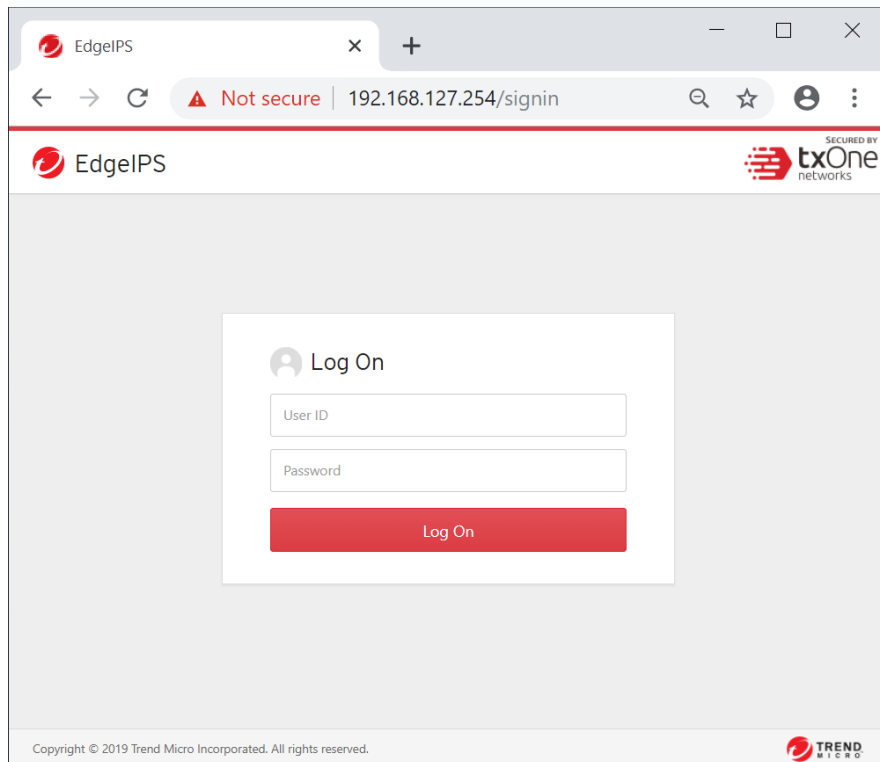 EdgeIPS
Not secure 192.168.127.254/signin
EdgeIPS
SECURED BY
txOne
networks
Log On
User ID
Password
Log On
Copyright © 2019 Trend Micro Incorporated. All rights reserved.
TREND
MICRO